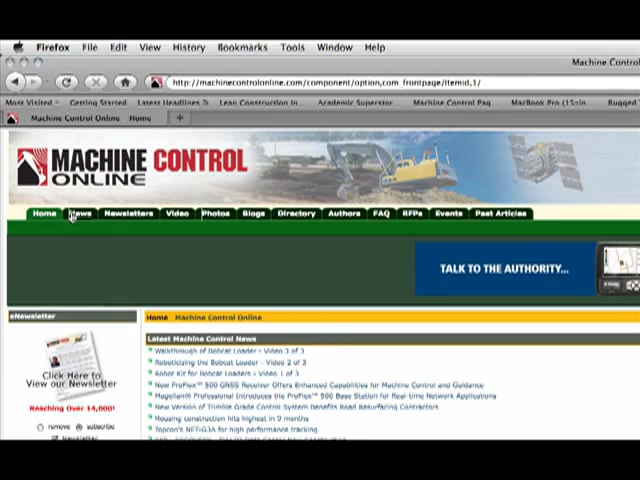 Firefox File Edit View History Bookmarks Tools Window Help
Machine Contro
http://machinecontrolonline.com/component/option,com_frontpage/Itemid,1/
Most Visited Getting Started Latest Headlines Lean Construction In... Academic Superstor... Machine Control Pag... MacBook Pro (15-in... Rugged
Machine Control Online Home
MACHINE CONTROL
ONLINE
Home News Newsletters Video Photos Blogs Directory Authors FAQ RFPs Events Past Articles
TALK TO THE AUTHORITY...
eNewsletter
Home Machine Control Online
Latest Machine Control News
Walkthrough of Bobcat Loader - Video 3 of 3
Roboticizing the Bobcat Loader - Video 2 of 3
Robot Kit for Bobcat Loaders - Video 1 of 3
New ProFlex™ 500 GNSS Receiver Offers Enhanced Capabilities for Machine Control and Guidance
Magellan® Professional Introduces the ProFlex™ 500 Base Station for Real-time Network Applications
New Version of Trimble Grade Control System Benefits Road Resurfacing Contractors
Housing construction hits highest in 9 months
Topcon's NET-G3A for high performance tracking
Click Here to
View our Newsletter
Reaching Over 14,000!
remove subscribe
Newsletter